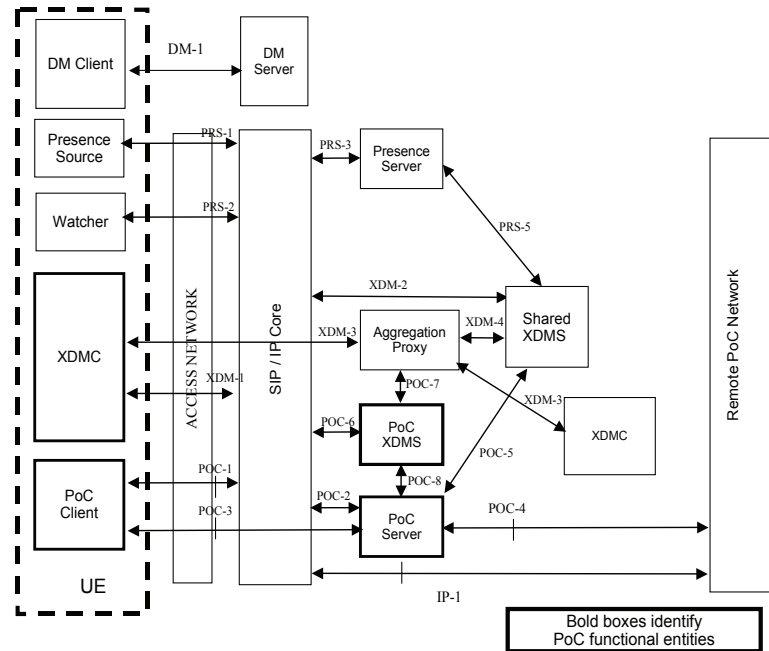 DM Client
DM-1
DM
Server
Presence
Source
PRS-1
PRS-3
Presence
Server
Watcher
PRS-2
PRS-5
XDMC
XDM-2
XDM-3
Aggregation
Proxy
XDM-4
Shared
XDMS
XDM-1
ACCESS NETWORK
SIP / IP Core
POC-7
XDM-3
XDMC
POC-6
PoC
XDMS
POC-5
PoC
Client
POC-1
POC-8
POC-2
POC-3
PoC
Server
POC-4
Remote PoC Network
UE
IP-1
Bold boxes identify
PoC functional entities